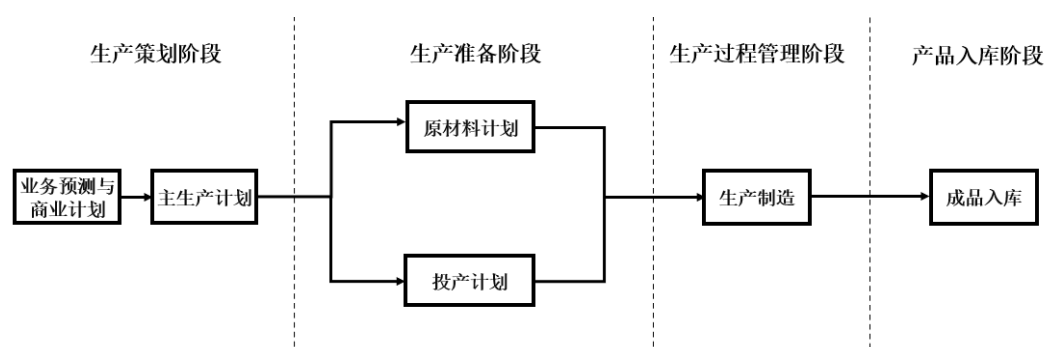 生产策划阶段
生产准备阶段
生产过程管理阶段
产品入库阶段
原材料计划
业务预测与
商业计划
主生产计划
生产制造
成品入库
投产计划